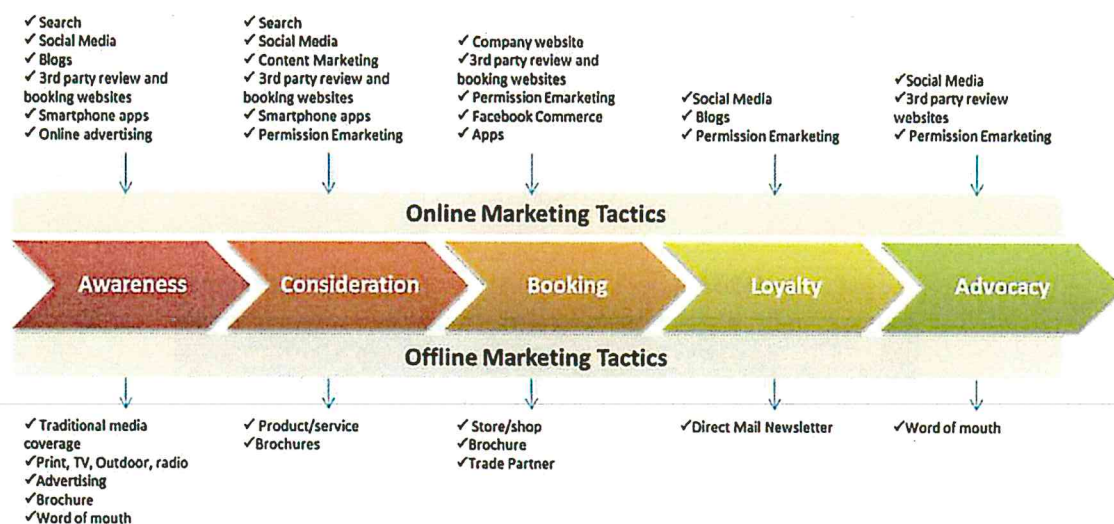 ✓ Search
✓ Social Media
✓ Blogs
✓ 3rd party review and
booking websites
✓ Smartphone apps
✓ Online advertising
✓ Search
✓ Social Media
✓ Content Marketing
✓ 3rd party review and
booking websites
✓ Smartphone apps
✓ Permission Emarketing
✓ Company website
✓3rd party review and
booking websites
✓ Permission Emarketing
✓ Facebook Commerce
✓ Apps
✓Social Media
✓ Blogs
✓ Permission Emarketing
✓Social Media
✓3rd party review
websites
✓ Permission Emarketing
Online Marketing Tactics
Awareness
Consideration
Booking
Loyalty
Advocacy
Offline Marketing Tactics
✓Traditional media
coverage
✓Print, TV, Outdoor, radio
✓Advertising
✓Brochure
✓Word of mouth
✓ Product/service
✓Brochures
✓ Store/shop
✓Brochure
✓Trade Partner
✓Direct Mail Newsletter
✓Word of mouth